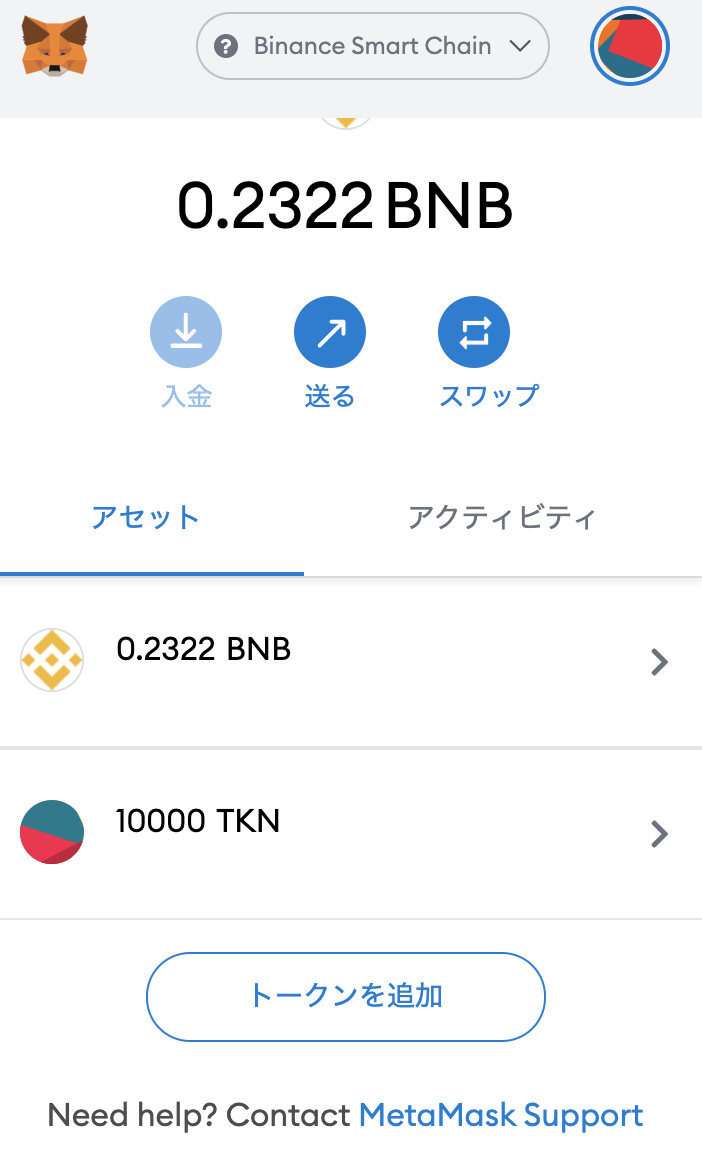 Binance Smart Chain
0.2322 BNB
入金 送る スワップ
アセット アクティビティ
0.2322 BNB
10000 TKN
トークンを追加
Need help? Contact MetaMask Support